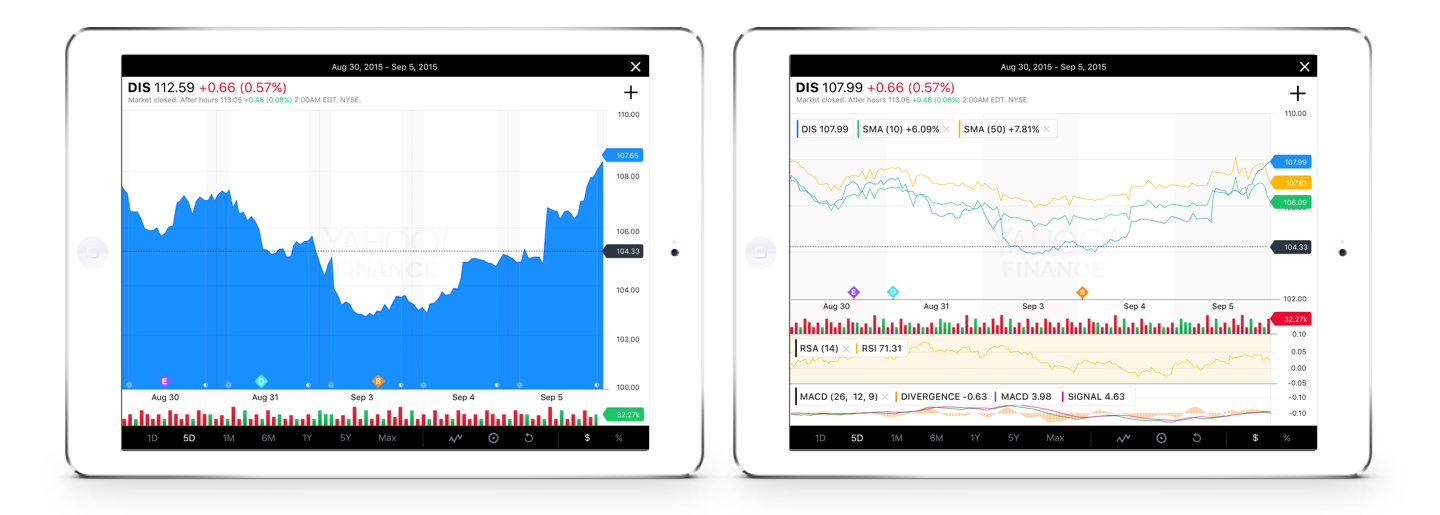 Aug 30, 2015 - Sep 5, 2015
DIS 112.59 +0.66 (0.57%)
Market closed. After hours 113.05 +0.46 (0.08%) 2:00AM EDT. NYSE.
110.00
107.65
108.00
106.00
104.33
YAHOO!
FINANCE
104.00
102.00
100.00
E
D
S
Aug 30
Aug 31
Sep 3
Sep 4
Sep 5
32.27k
1D 5D 1M 6M 1Y 5Y Max $ %
Aug 30, 2015 - Sep 5, 2015
DIS 107.99 +0.66 (0.57%)
Market closed. After hours 113.05 +0.46 (0.08%) 2:00AM EDT. NYSE.
110.00
DIS 107.99
SMA (10) +6.09%
SMA (50) +7.81%
107.99
107.81
106.09
104.33
YAHOO!
FINANCE
E
D
S
102.00
Aug 30
Aug 31
Sep 3
Sep 4
Sep 5
32.27k
0.10
RSA (14)
RSI 71.31
0.05
-0.00
-0.05
MACD (26, 12, 9)
DIVERGENCE -0.63
MACD 3.98
SIGNAL 4.63
-0.10
-0.10
1D 5D 1M 6M 1Y 5Y Max $ %